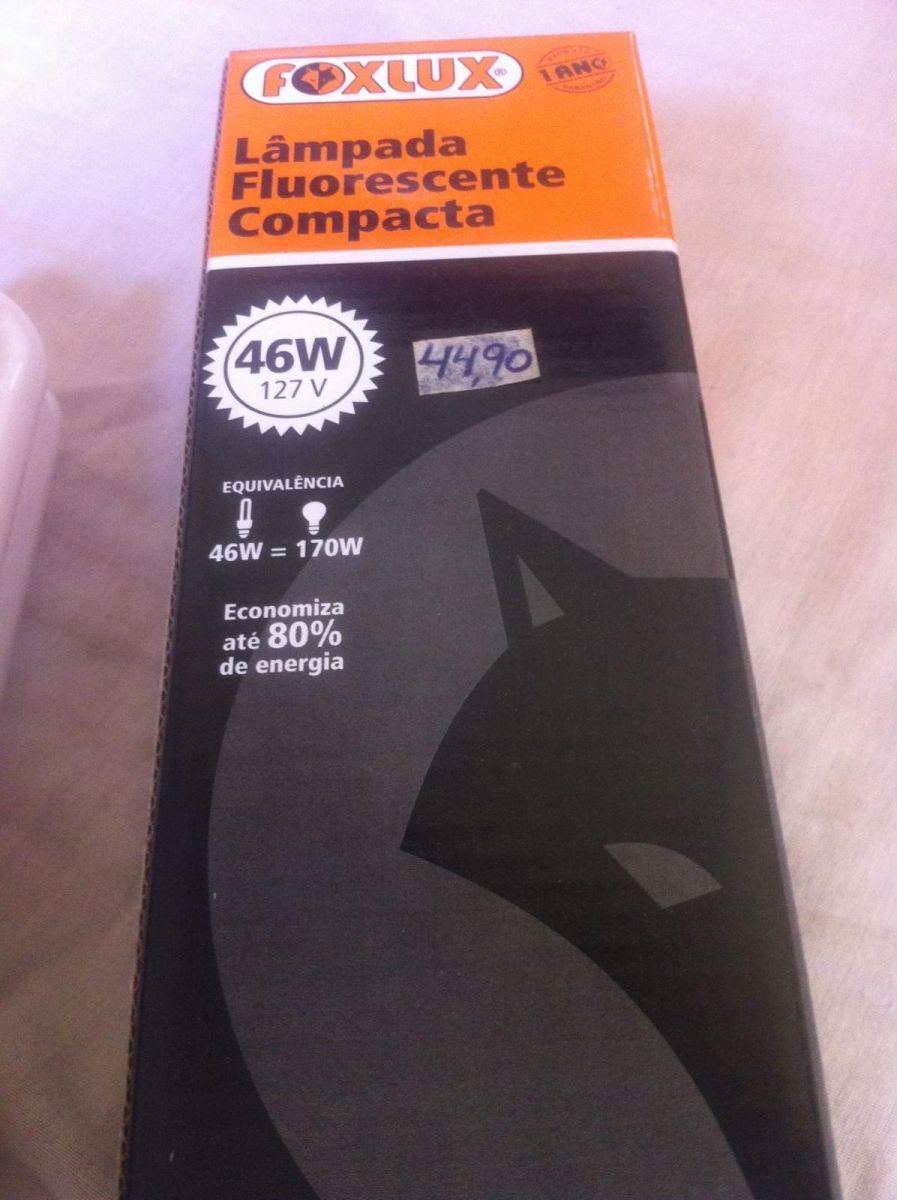 FOXLUX®
1 ANO
Lâmpada
Fluorescente
Compacta
46W
127 V
44,90
EQUIVALÊNCIA
46W = 170W
Economiza
até 80%
de energia